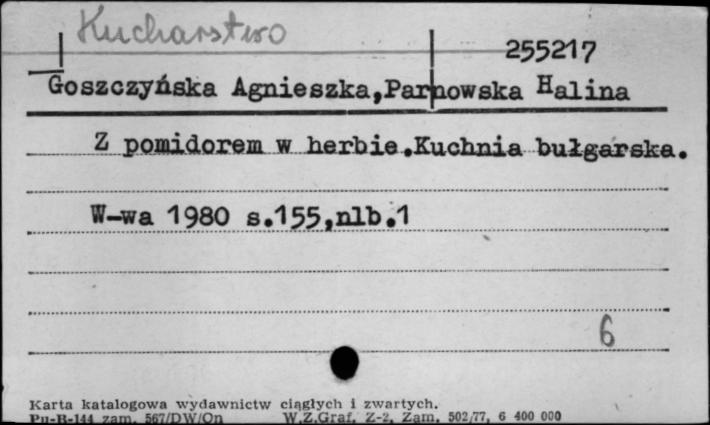 Kucharstwo
255217
Goszczyńska Agnieszka,Parnowska Halina
Z pomidorem w herbie.Kuchnia bułgarska.
W-wa 1980 s.155,nlb.1
6
Karta katalogowa wydawnictw ciągłych i zwartych.
Pu-B-144 zam. 567/DW/On W.Z.Graf. Z-2, Zam. 502/77, 6 400 000